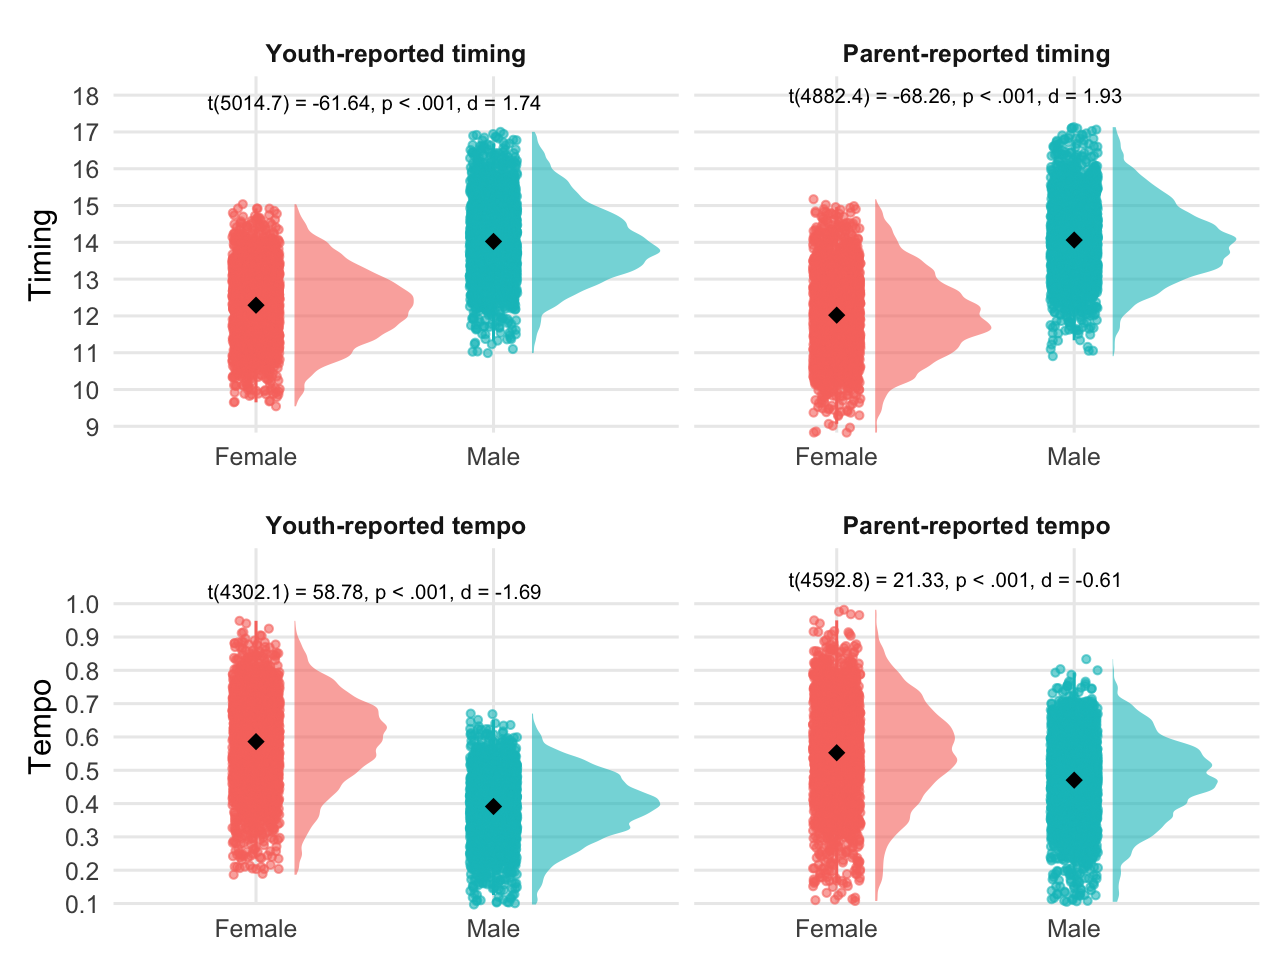 Youth-reported timing
Parent-reported timing
t(5014.7) = -61.64, p < .001, d = 1.74
t(4882.4) = -68.26, p < .001, d = 1.93
Timing
18
17
16
15
14
13
12
11
10
9
Female
Male
Female
Male
Youth-reported tempo
Parent-reported tempo
t(4302.1) = 58.78, p < .001, d = -1.69
t(4592.8) = 21.33, p < .001, d = -0.61
Tempo
1.0
0.9
0.8
0.7
0.6
0.5
0.4
0.3
0.2
0.1
Female
Male
Female
Male